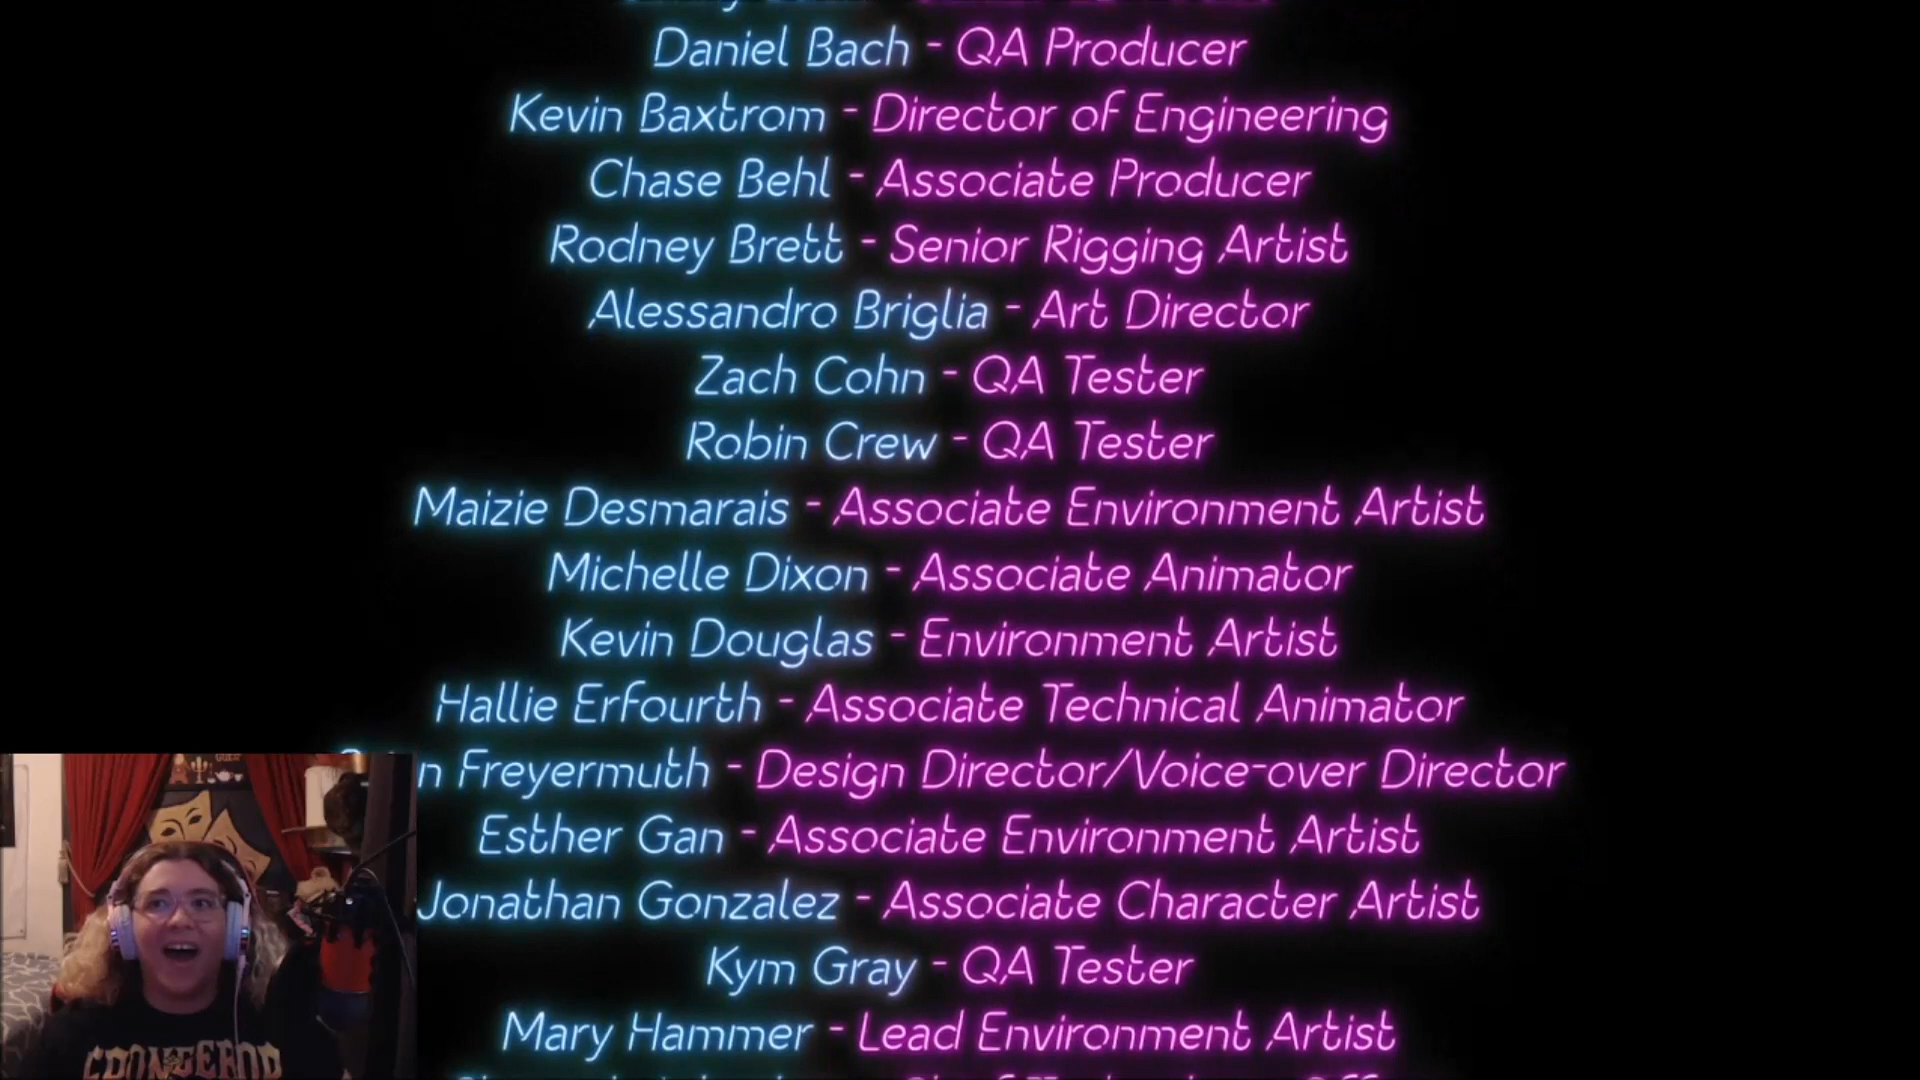 Daniel Bach - QA Producer
Kevin Baxtrom - Director of Engineering
Chase Behl - Associate Producer
Rodney Brett - Senior Rigging Artist
Alessandro Briglia - Art Director
Zach Cohn - QA Tester
Robin Crew - QA Tester
Maizie Desmarais - Associate Environment Artist
Michelle Dixon - Associate Animator
Kevin Douglas - Environment Artist
Hallie Erfourth - Associate Technical Animator
Freyermuth - Design Director/Voice-over Director
Esther Gan - Associate Environment Artist
Jonathan Gonzalez - Associate Character Artist
Kym Gray - QA Tester
Mary Hammer - Lead Environment Artist